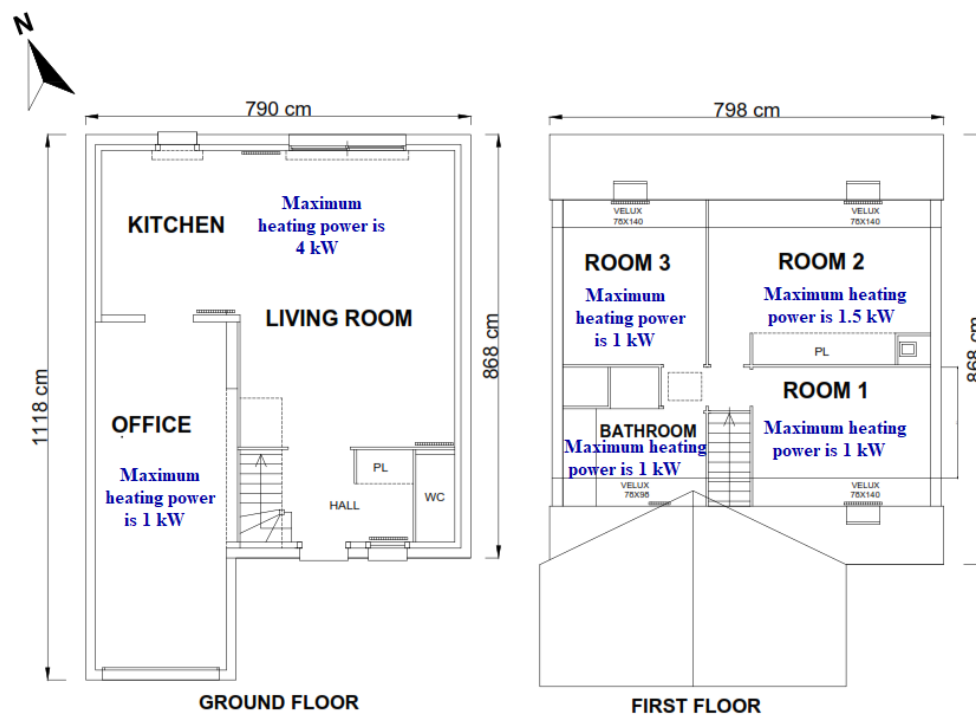 N
790 cm
798 cm
1118 cm
868 cm
868 cm
KITCHEN
Maximum
heating power is
4 kW
LIVING ROOM
OFFICE
Maximum
heating power
is 1 kW
PL
HALL
WC
GROUND FLOOR
VELUX
78X140
VELUX
78X140
ROOM 3
Maximum
heating power
is 1 kW
ROOM 2
Maximum heating
power is 1.5 kW
PL
ROOM 1
Maximum heating
power is 1 kW
BATHROOM
Maximum heating
power is 1 kW
VELUX
78X98
VELUX
78X140
FIRST FLOOR